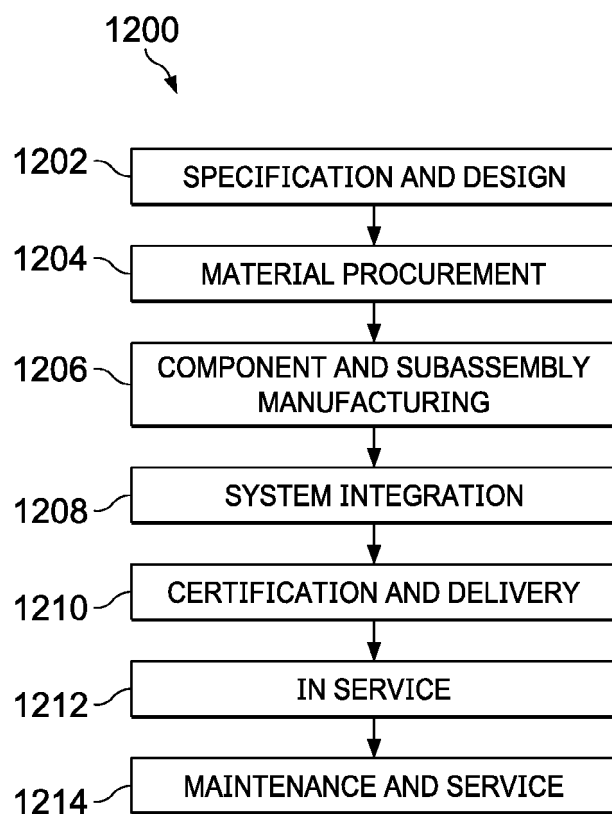 1200
1202
SPECIFICATION AND DESIGN
1204
MATERIAL PROCUREMENT
1206
COMPONENT AND SUBASSEMBLY
MANUFACTURING
1208
SYSTEM INTEGRATION
1210
CERTIFICATION AND DELIVERY
1212
IN SERVICE
1214
MAINTENANCE AND SERVICE